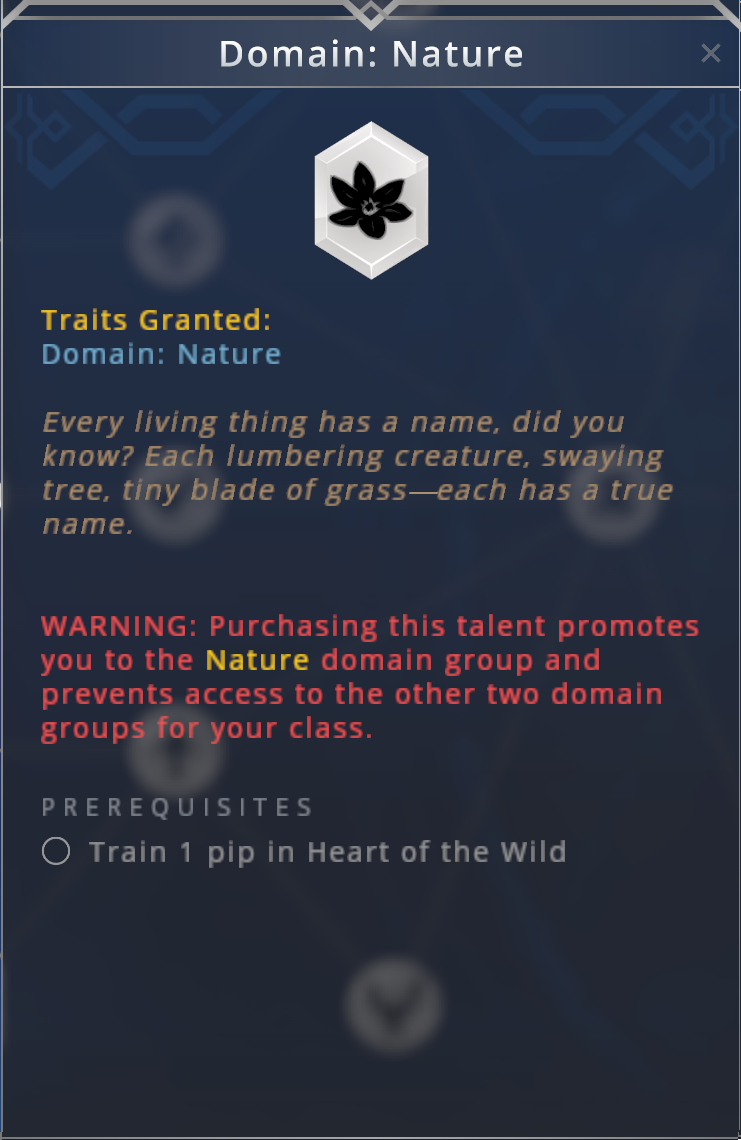 Domain: Nature
Traits Granted:
Domain: Nature
Every living thing has a name, did you
know? Each lumbering creature, swaying
tree, tiny blade of grass—each has a true
name.
WARNING: Purchasing this talent promotes
you to the Nature domain group and
prevents access to the other two domain
groups for your class.
PREREQUISITES
Train 1 pip in Heart of the Wild